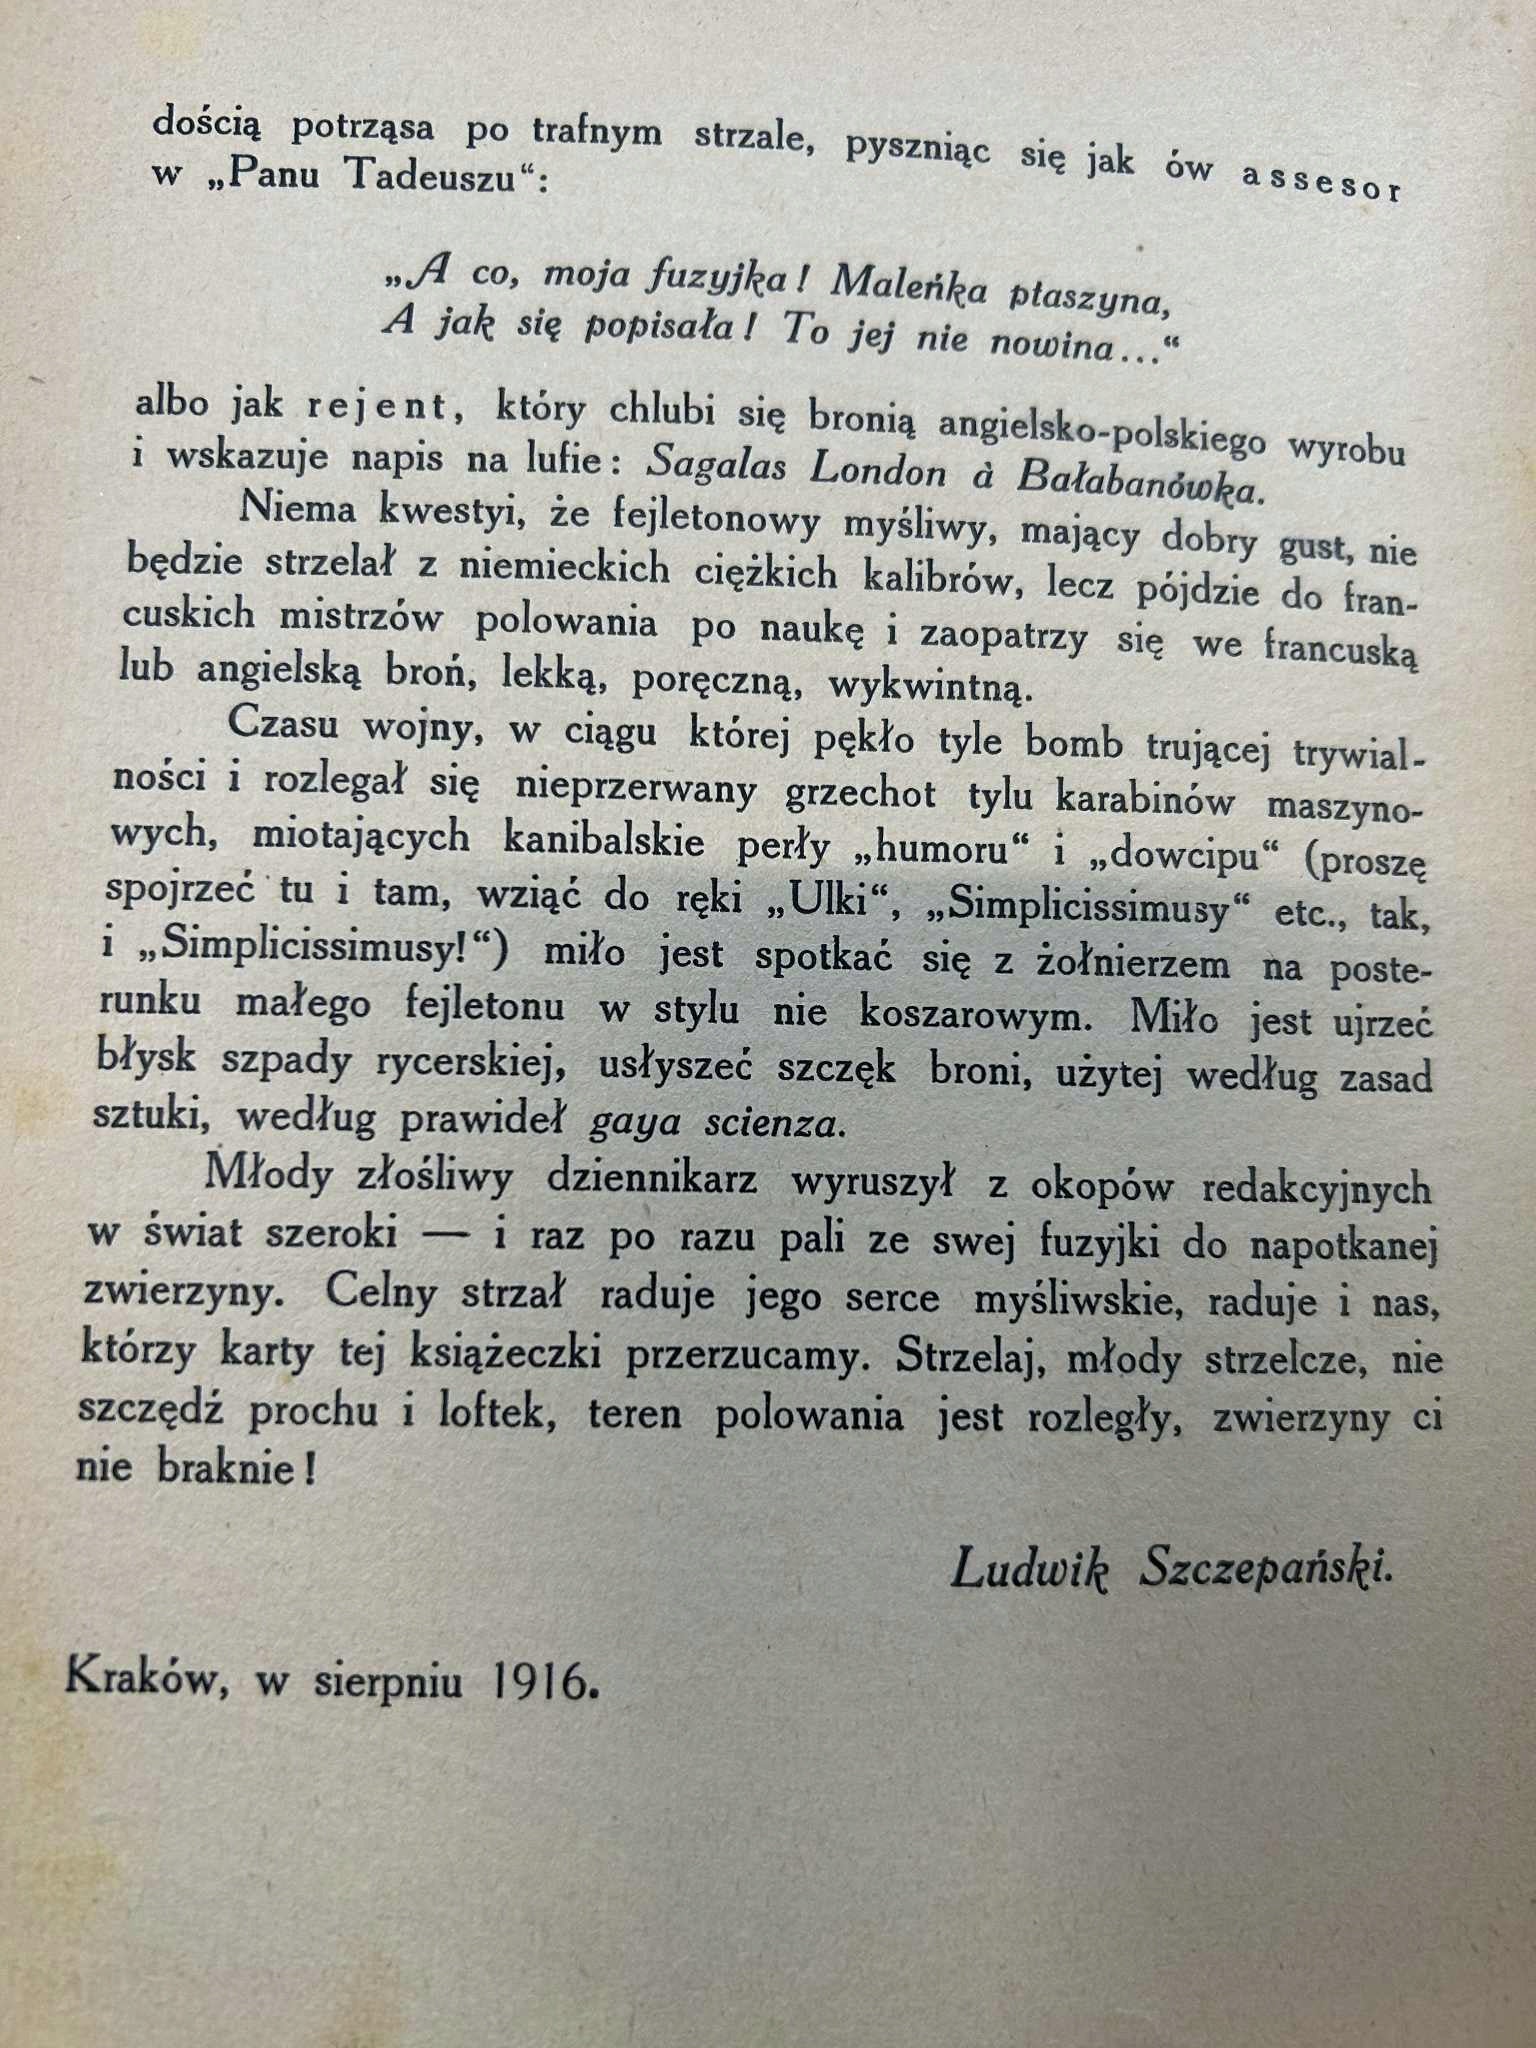 dością potrząsa po trafnym strzale, pyszniąc się jak ów assesor
w „Panu Tadeuszu“:
„A co, moja fuzyjka! Maleńka ptaszyna,
A jak się popisała! To jej nie nowina...“
albo jak rejent, który chlubi się bronią angielsko-polskiego wyrobu
i wskazuje napis na lufie: Sagalas London à Bałabanówka.
Niema kwestyi, że fejletonowy myśliwy, mający dobry gust, nie
będzie strzelał z niemieckich ciężkich kalibrów, lecz pójdzie do fran-
cuskich mistrzów polowania po naukę i zaopatrzy się we francuską
lub angielską broń, lekką, poręczną, wykwintną.
Czasu wojny, w ciągu której pękło tyle bomb trującej trywial-
ności i rozlegał się nieprzerwany grzechot tylu karabinów maszyno-
wych, miotających kanibalskie perły „humoru“ i „dowcipu“ (proszę
spojrzeć tu i tam, wziąć do ręki „Ulki“, „Simplicissimusy“ etc., tak,
i „Simplicissimusy!“) miło jest spotkać się z żołnierzem na poste-
runku małego fejletonu w stylu nie koszarowym. Miło jest ujrzeć
błysk szpady rycerskiej, usłyszeć szczęk broni, użytej według zasad
sztuki, według prawideł gaya scienza.
Młody złośliwy dziennikarz wyruszył z okopów redakcyjnych
w świat szeroki — i raz po razu pali ze swej fuzyjki do napotkanej
zwierzyny. Celny strzał raduje jego serce myśliwskie, raduje i nas,
którzy karty tej książeczki przerzucamy. Strzelaj, młody strzelcze, nie
szczędź prochu i loftek, teren polowania jest rozległy, zwierzyny ci
nie braknie!
Ludwik Szczepański.
Kraków, w sierpniu 1916.